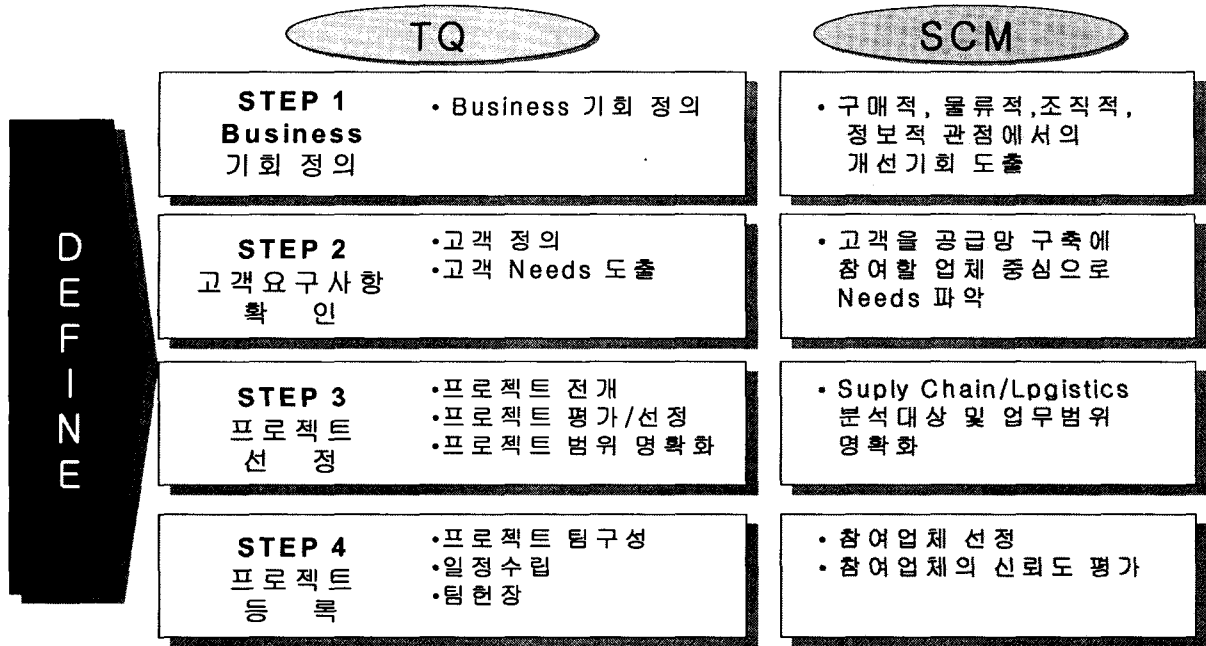 TQ
SCM
DEFINE
STEP 1
Business
기회 정의
• Business 기회 정의
• 구매적, 물류적,조직적,
정보적 관점에서의
개선기회 도출
STEP 2
고객요구사항
확 인
•고객 정의
•고객 Needs 도출
• 고객을 공급망 구축에
참여할 업체 중심으로
Needs 파악
STEP 3
프로젝트
선 정
•프로젝트 전개
•프로젝트 평가/선정
•프로젝트 범위 명확화
• Suply Chain/Lpgistics
분석대상 및 업무범위
명확화
STEP 4
프로젝트
등 록
•프로젝트 팀구성
•일정수립
•팀헌장
• 참여업체 선정
• 참여업체의 신뢰도 평가